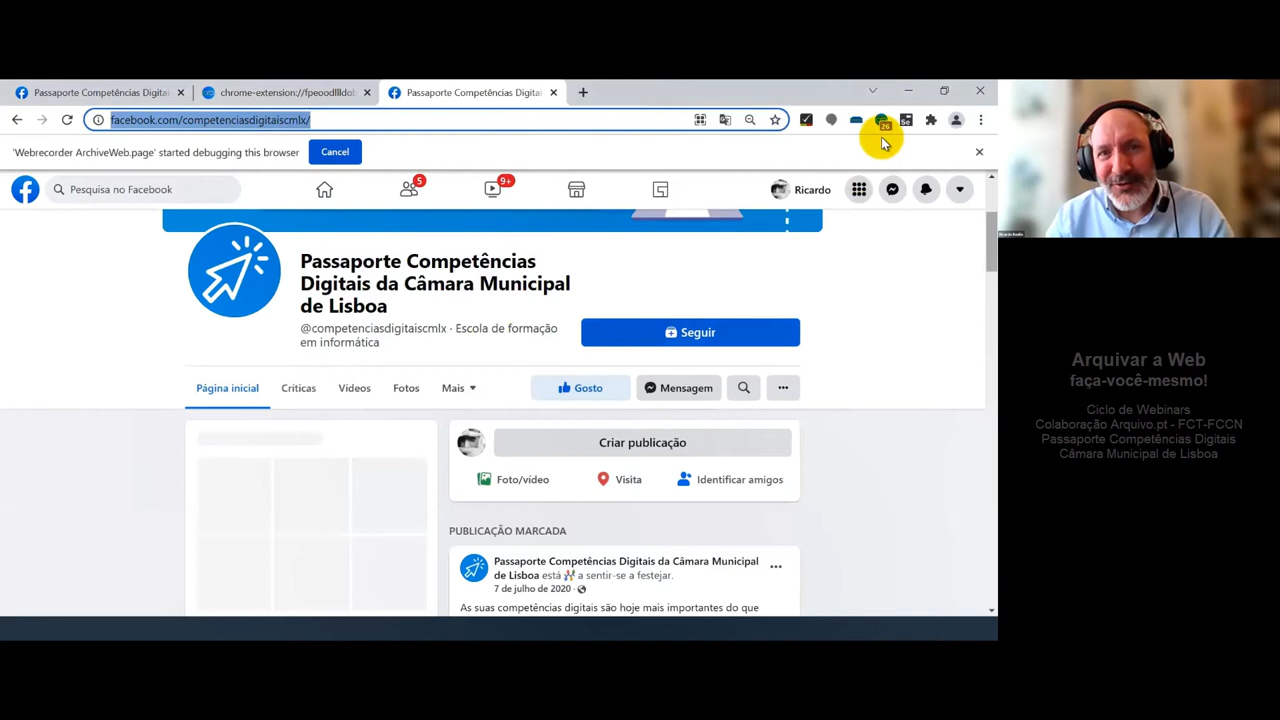 Passaporte Competências Digita
chrome-extension://fpeoodllldob
Passaporte Competências Digita
facebook.com/competenciasdigitaiscmlx/
26
Se
'Webrecorder ArchiveWeb.page' started debugging this browser
Cancel
Pesquisa no Facebook
5
9+
Ricardo
Passaporte Competências
Digitais da Câmara Municipal
de Lisboa
@competenciasdigitaiscmlx · Escola de formação
em informática
Seguir
Página inicial
Críticas
Vídeos
Fotos
Mais
Gosto
Mensagem
Criar publicação
Foto/vídeo
Visita
Identificar amigos
PUBLICAÇÃO MARCADA
Passaporte Competências Digitais da Câmara Municipal
de Lisboa está a sentir-se a festejar.
7 de julho de 2020 ·
As suas competências digitais são hoje mais importantes do que
Arquivar a Web
faça-você-mesmo!
Ciclo de Webinars
Colaboração Arquivo.pt - FCT-FCCN
Passaporte Competências Digitais
Câmara Municipal de Lisboa